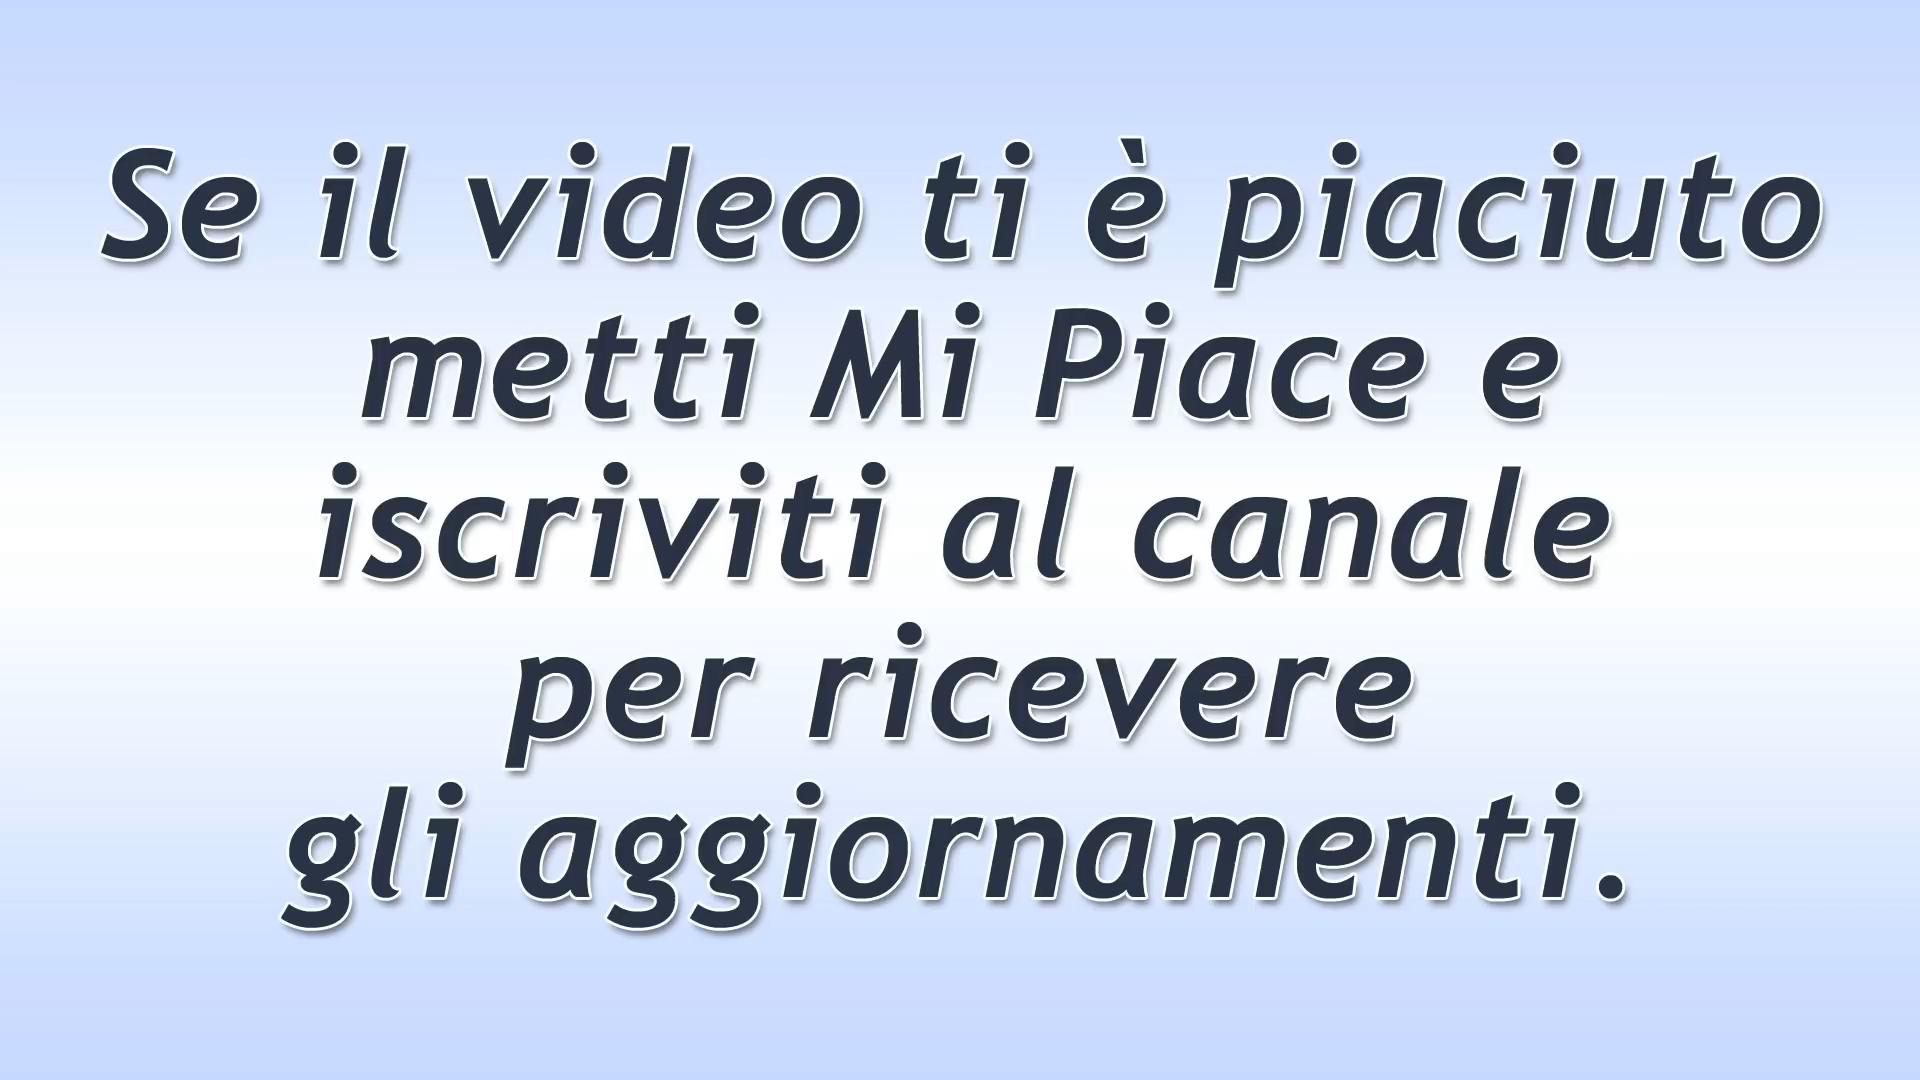 Se il video ti è piaciuto
metti Mi Piace e
iscriviti al canale
per ricevere
gli aggiornamenti.